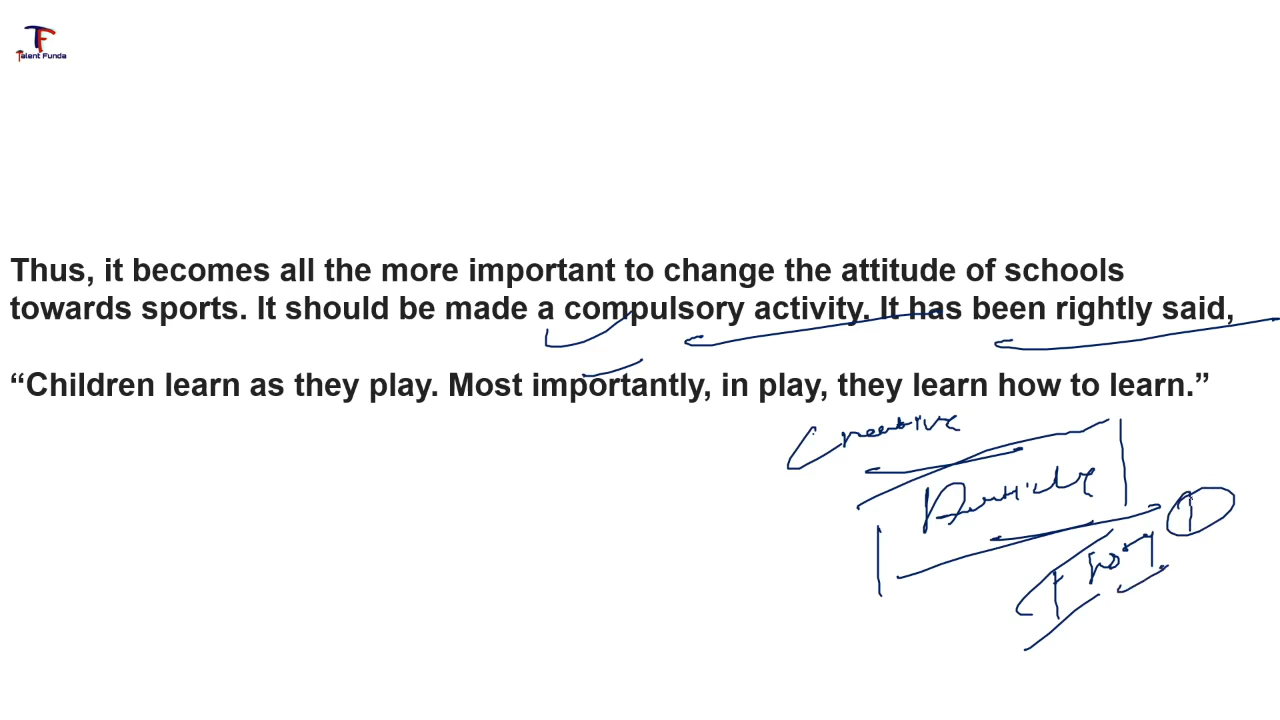 TF
Talent Funda
Thus, it becomes all the more important to change the attitude of schools
towards sports. It should be made a compulsory activity. It has been rightly said,
“Children learn as they play. Most importantly, in play, they learn how to learn.”
Creative
1